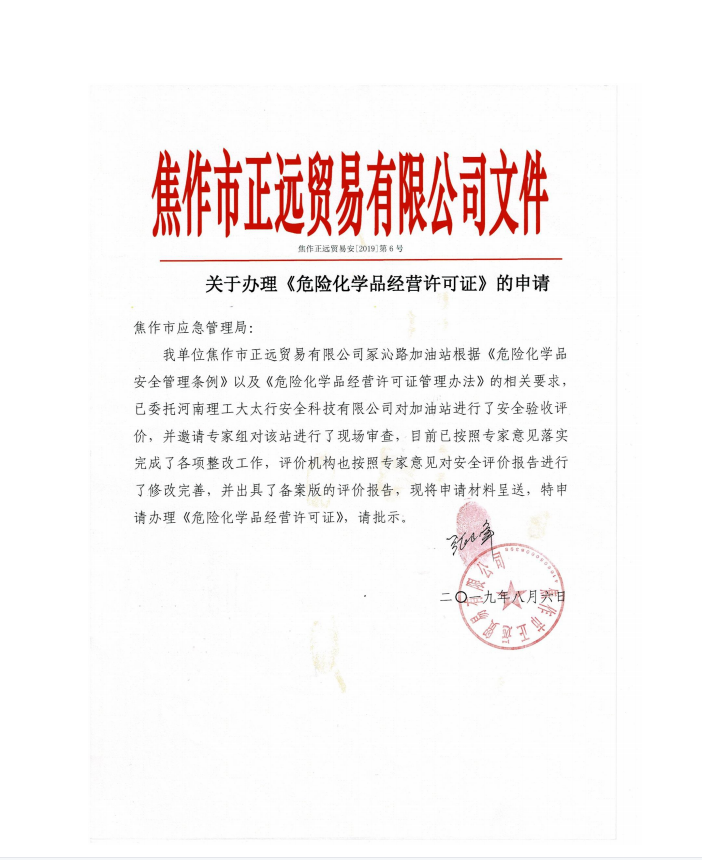 焦作市正远贸易有限公司文件
焦作正远贸易安[2019]第6号
关于办理《危险化学品经营许可证》的申请
焦作市应急管理局：
我单位焦作市正远贸易有限公司冢沁路加油站根据《危险化学品
安全管理条例》以及《危险化学品经营许可证管理办法》的相关要求，
已委托河南理工大太行安全科技有限公司对加油站进行了安全验收评
价，并邀请专家组对该站进行了现场审查，目前已按照专家意见落实
完成了各项整改工作，评价机构也按照专家意见对安全评价报告进行
了修改完善，并出具了备案版的评价报告，现将申请材料呈送，特申
请办理《危险化学品经营许可证》，请批示。
二〇一九年八月六日
焦作市正远贸易有限公司